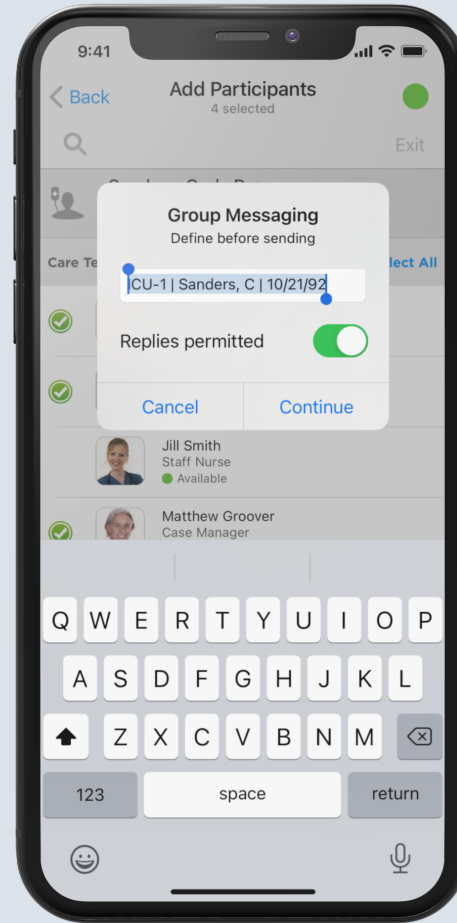 9:41
Back
Add Participants
4 selected
Exit
Group Messaging
Define before sending
Care Te
lect All
ICU-1 | Sanders, C | 10/21/92
Replies permitted
Cancel
Continue
Jill Smith
Staff Nurse
Available
Matthew Groover
Case Manager
Q W E R T Y U I O P
A S D F G H J K L
Z X C V B N M
123
space
return